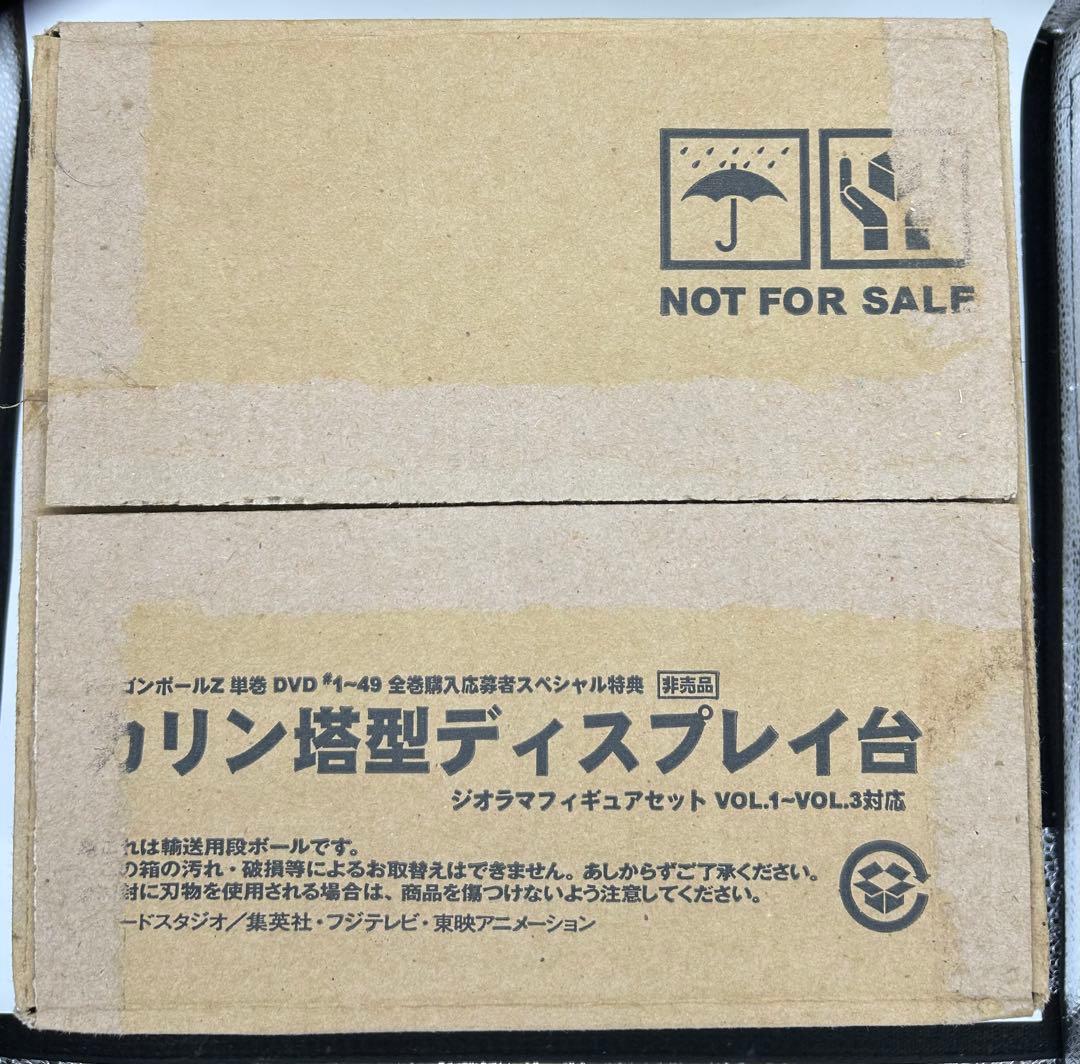 NOT FOR SALE
ゴンボールZ 単巻 DVD #1~49 全巻購入応募者スペシャル特典 非売品
カリン塔型ディスプレイ台
ジオラマフィギュアセット VOL.1~VOL.3対応
れは輸送用段ボールです。
の箱の汚れ・破損等によるお取替えはできません。あしからずご了承ください。
封に刃物を使用される場合は、商品を傷つけないよう注意してください。
ードスタジオ／集英社・フジテレビ・東映アニメーション